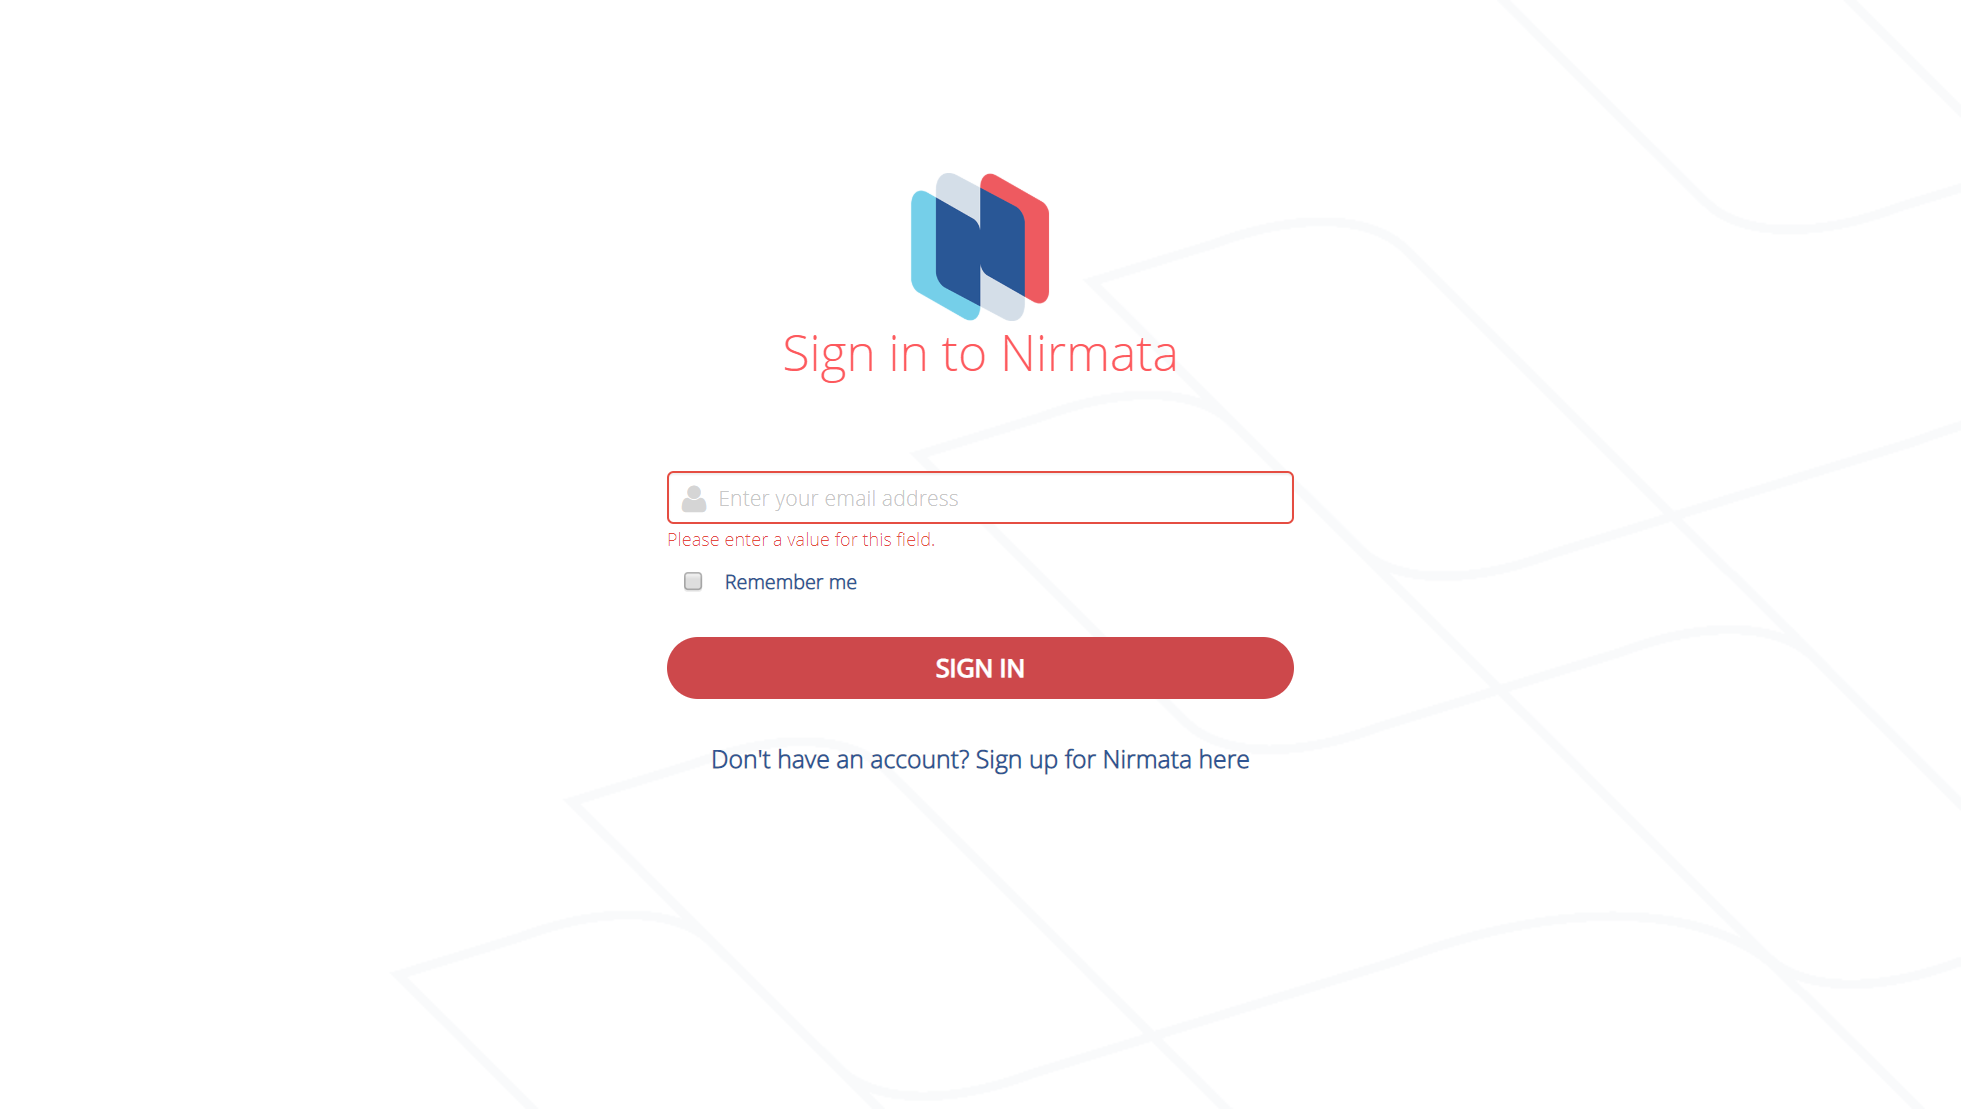 Sign in to Nirmata
Enter your email address
Please enter a value for this field.
Remember me
SIGN IN
Don't have an account? Sign up for Nirmata here